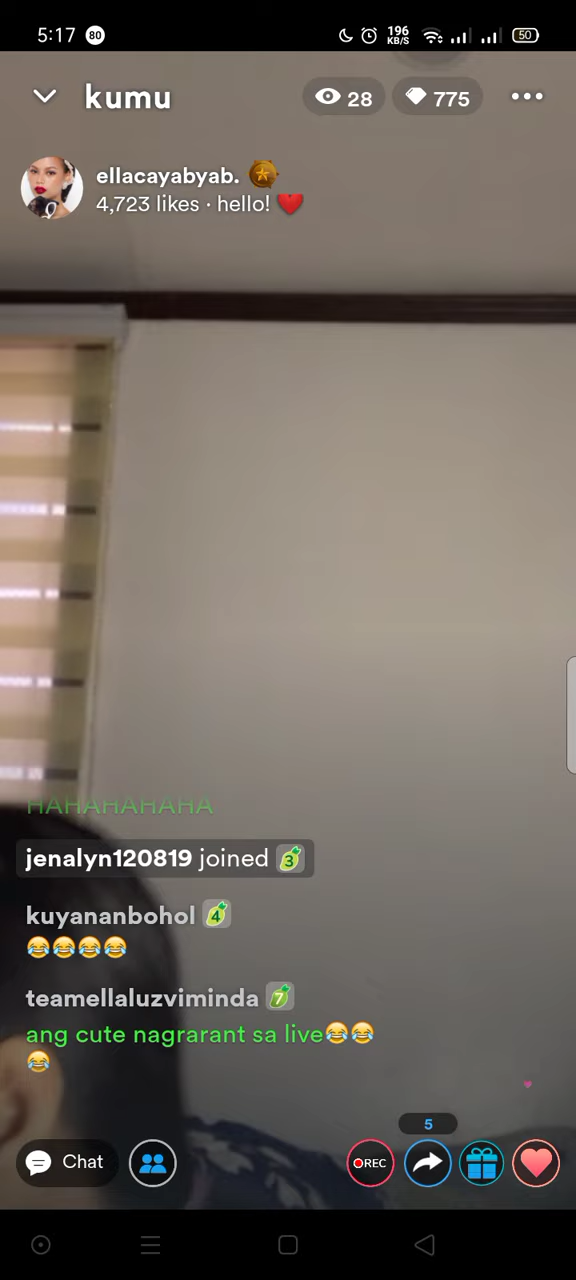 5:17 80 196 KB/S 50
kumu 28 775
ellacayabyab.
4,723 likes · hello! ❤️
HAHAHAHAHA
jenalyn120819 joined 3
kuyananbohol 4
😂😂😂😂
teamellaluzviminda 7
ang cute nagrarant sa live😂😂
😂
5
Chat REC